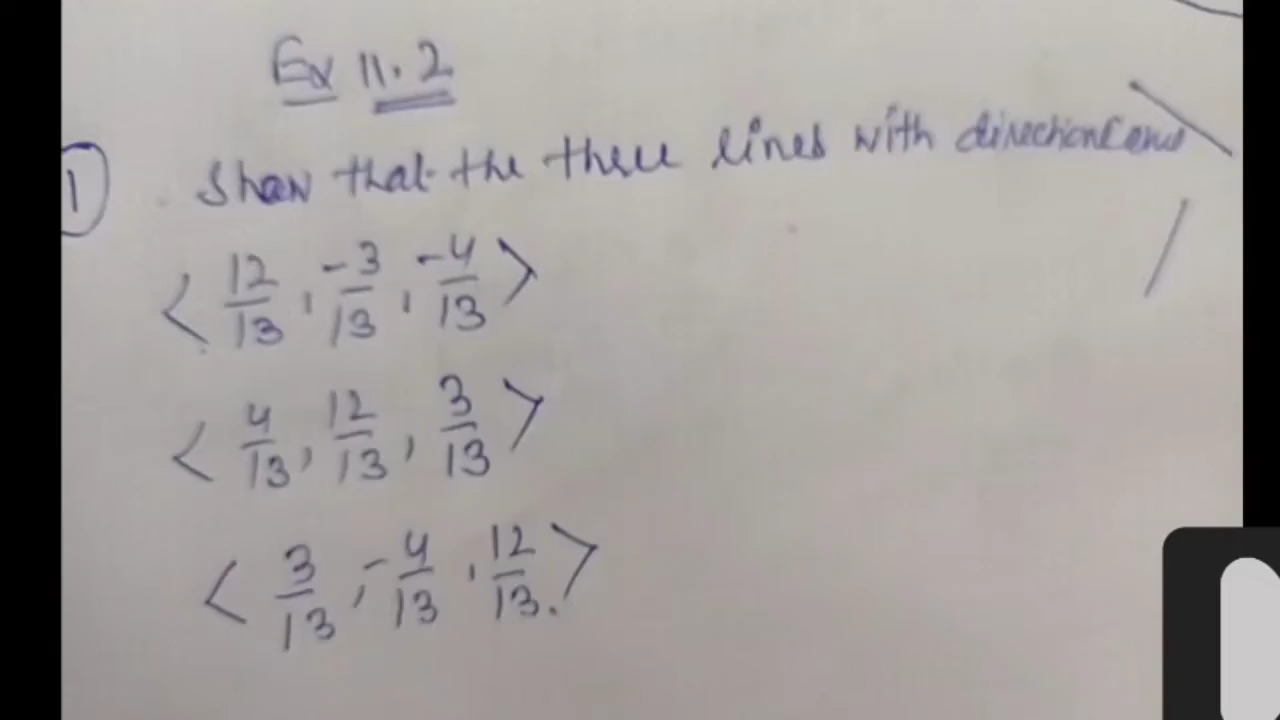 Ex 11.2
1 Show that the three lines with direction
< 12/13, -3/13, -4/13 >
< 4/13, 12/13, 3/13 >
< 3/13, -4/13, 12/13. >